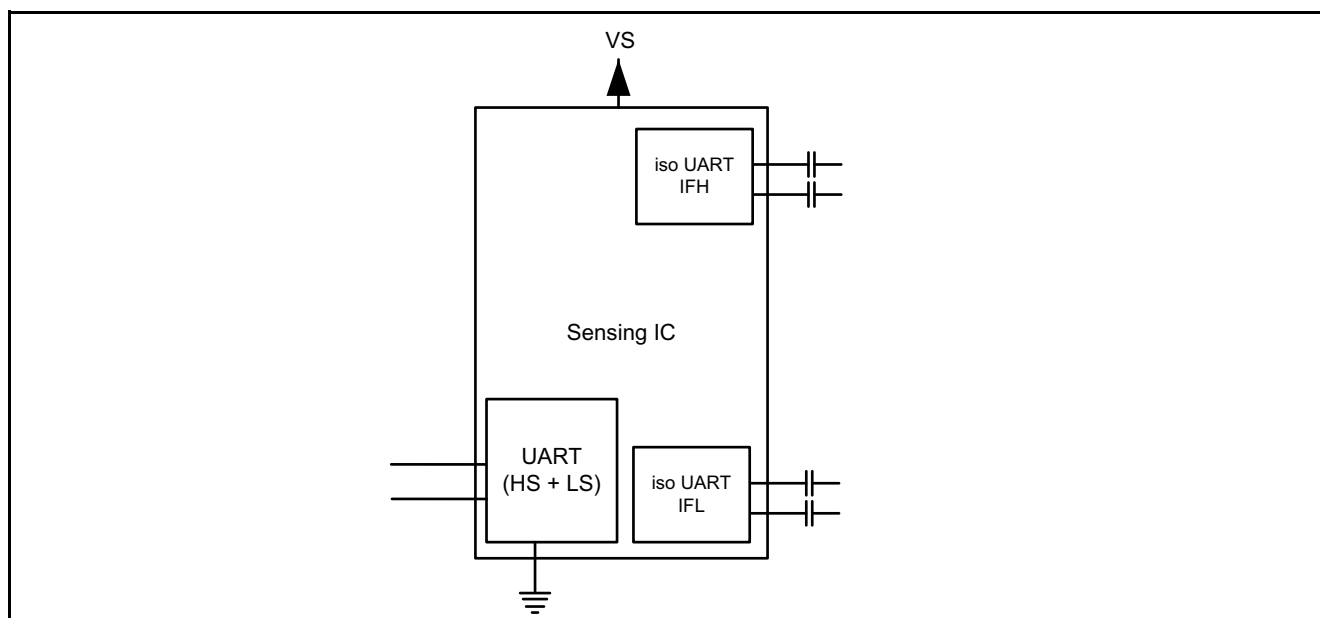 VS
iso UART
IFH
Sensing IC
UART
(HS + LS)
iso UART
IFL